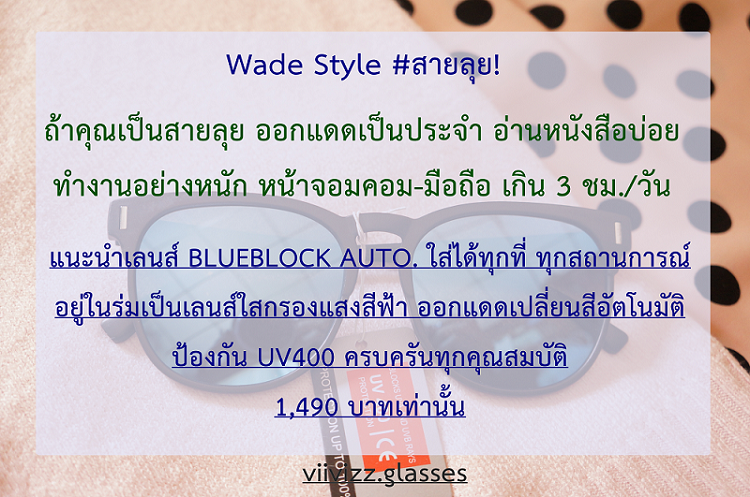 Wade Style #สายลุย!
ถ้าคุณเป็นสายลุย ออกแดดเป็นประจำ อ่านหนังสือบ่อย
ทำงานอย่างหนัก หน้าจอมคอม-มือถือ เกิน 3 ชม./วัน
แนะนำเลนส์ BLUEBLOCK AUTO. ใส่ได้ทุกที่ ทุกสถานการณ์
อยู่ในร่มเป็นเลนส์ใสกรองแสงสีฟ้า ออกแดดเปลี่ยนสีอัตโนมัติ
ป้องกัน UV400 ครบครันทุกคุณสมบัติ
1,490 บาทเท่านั้น
viivizz.glasses